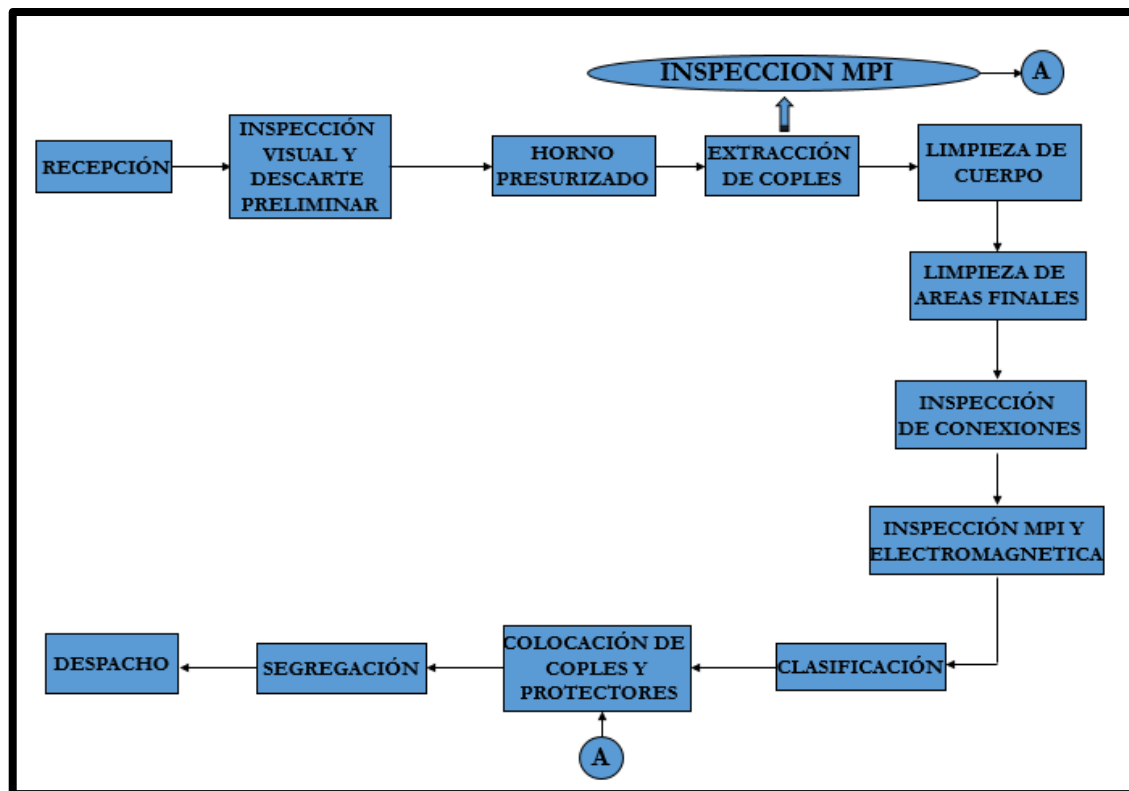 INSPECCION MPI
A
RECEPCIÓN
INSPECCIÓN
VISUAL Y
DESCARTE
PRELIMINAR
HORNO
PRESURIZADO
EXTRACCIÓN
DE COPLES
LIMPIEZA DE
CUERPO
LIMPIEZA DE
AREAS FINALES
INSPECCIÓN
DE CONEXIONES
INSPECCIÓN MPI Y
ELECTROMAGNETICA
CLASIFICACIÓN
COLOCACIÓN DE
COPLES Y
PROTECTORES
A
SEGREGACIÓN
DESPACHO